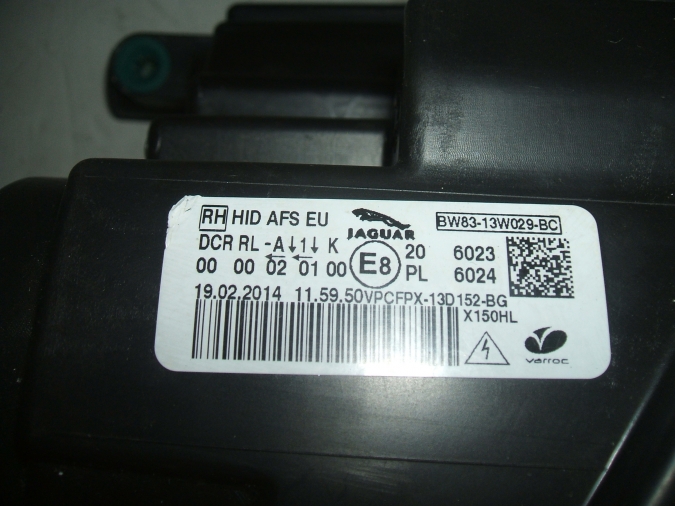 RH HID AFS EU JAGUAR BW83-13W029-BC
DCR RL -A↓1↓ K E8 20 6023
00 00 02 01 00 PL 6024
19.02.2014 11.59.50VPCFPX-13D152-BG
X150HL
varroc